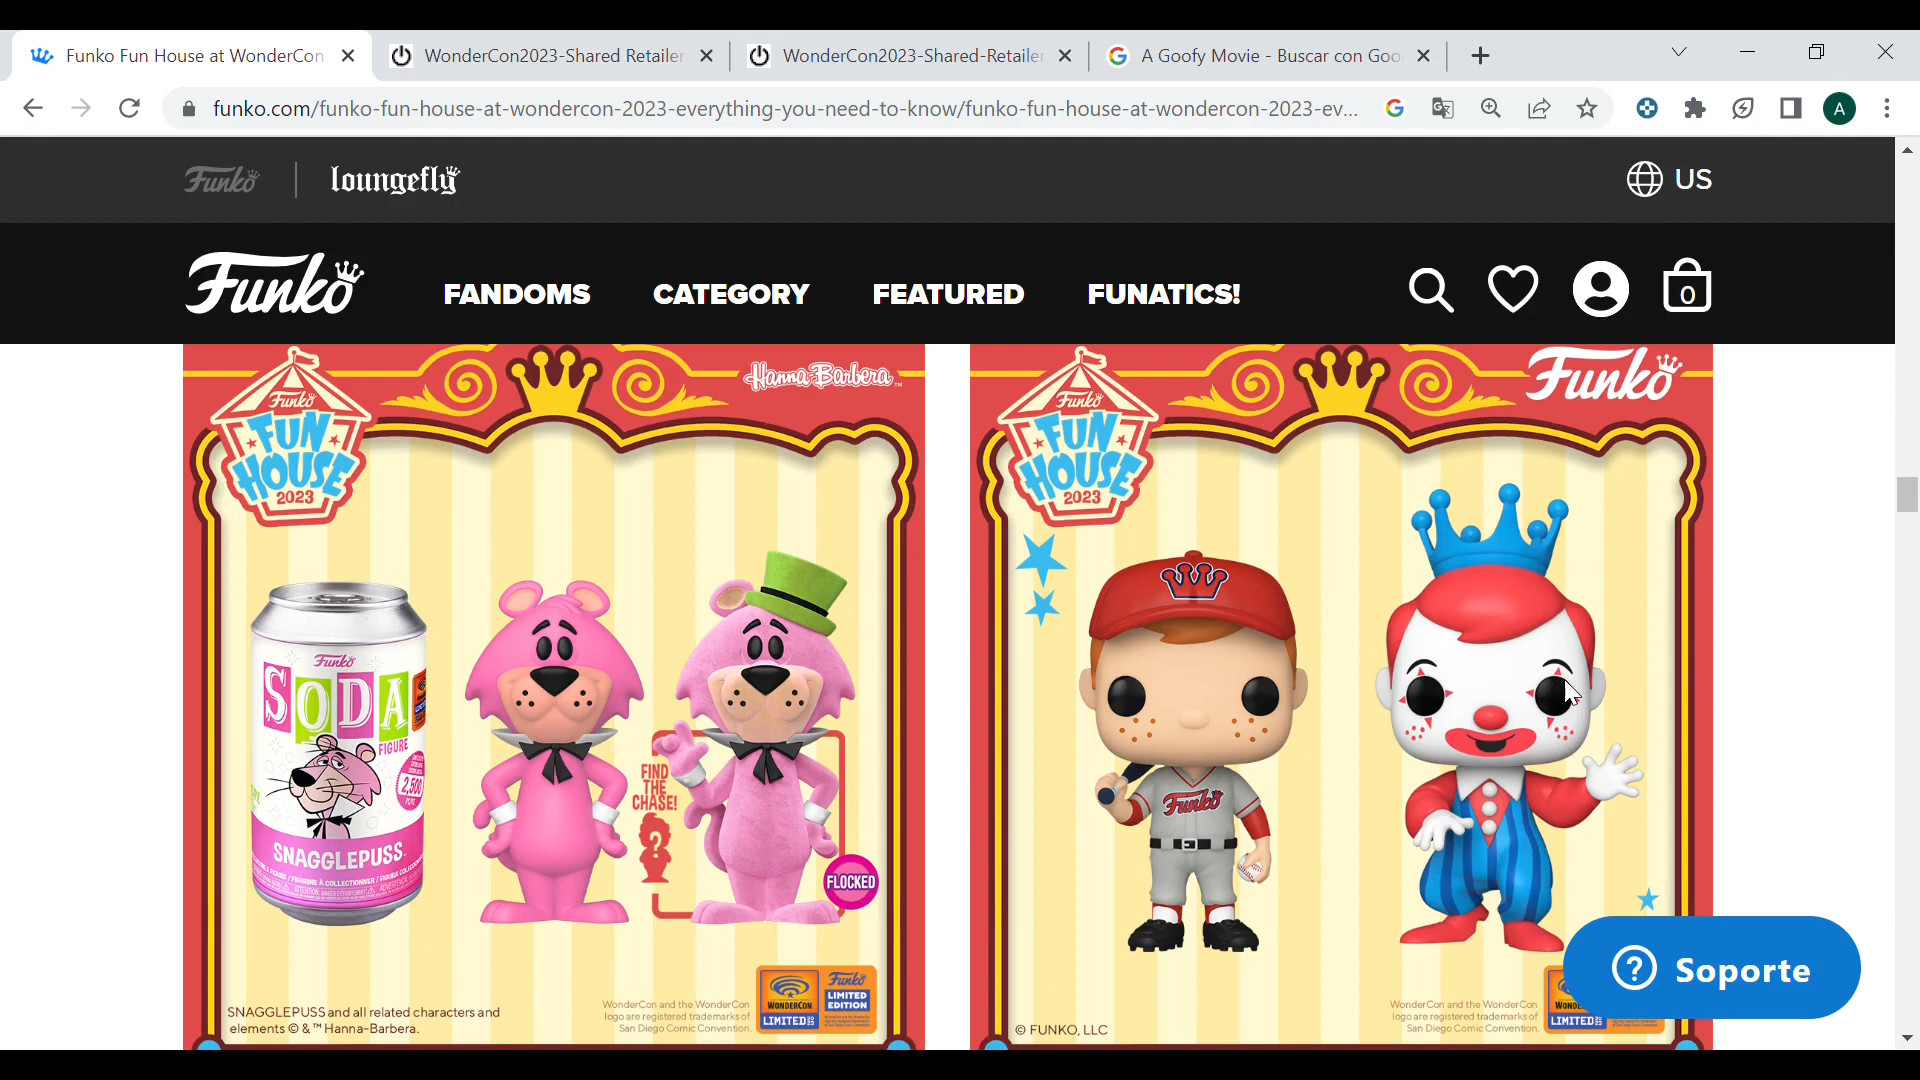 Funko Fun House at WonderCon
WonderCon2023-Shared Retailer
WonderCon2023-Shared-Retailer
A Goofy Movie - Buscar con Goo
funko.com/funko-fun-house-at-wondercon-2023-everything-you-need-to-know/funko-fun-house-at-wondercon-2023-ev...
A
Funko
loungefly
US
Funko
FANDOMS
CATEGORY
FEATURED
FUNATICS!
0
Funko
FUN
HOUSE
2023
Hanna-Barbera™
Funko
SODA
FIGURE
2,500
SNAGGLEPUSS
FIND
THE
CHASE!
?
FLOCKED
SNAGGLEPUSS and all related characters and
elements © & ™ Hanna-Barbera.
WonderCon and the WonderCon
logo are registered trademarks of
San Diego Comic Convention.
WONDERCON
LIMITED
Funko
LIMITED
EDITION
Funko
FUN
HOUSE
2023
Funko
Funko
© FUNKO, LLC
WonderCon and the WonderCon
logo are registered trademarks of
San Diego Comic Convention.
LIMITED
Soporte